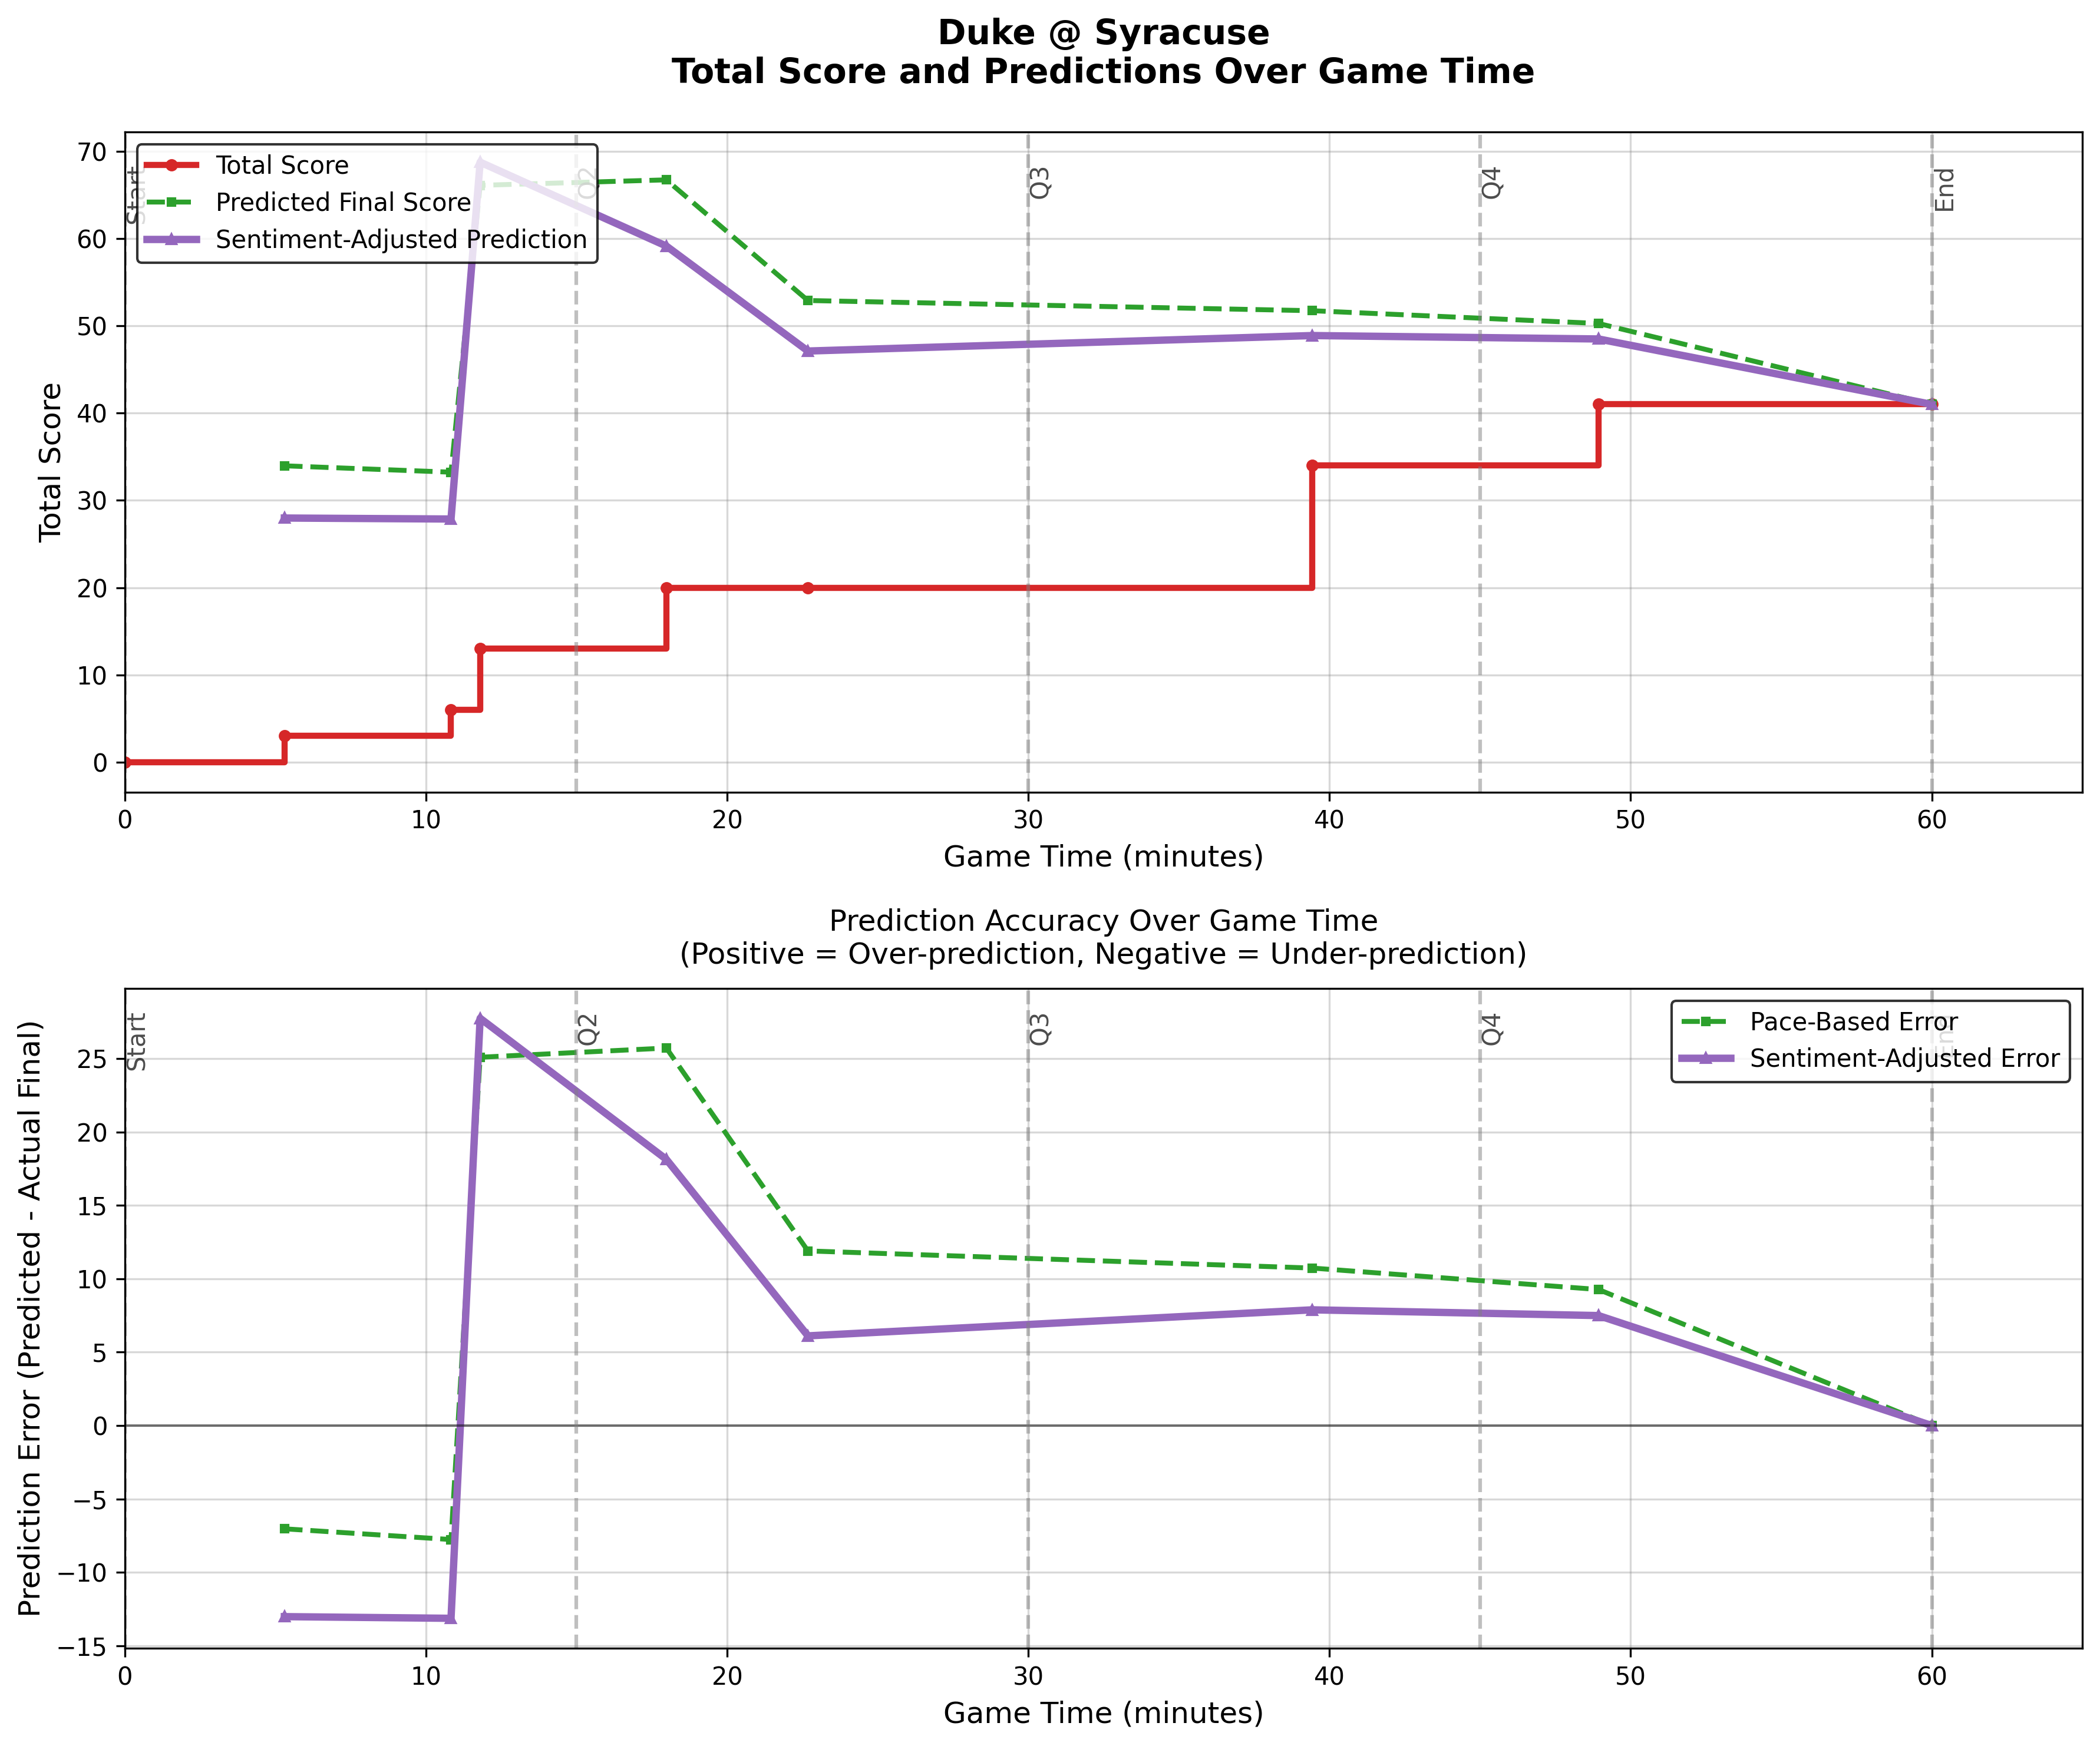 Duke @ Syracuse
Total Score and Predictions Over Game Time
Total Score
70
60
50
40
30
20
10
0
Start
Q2
Q3
Q4
End
Total Score
Predicted Final Score
Sentiment-Adjusted Prediction
0
10
20
30
40
50
60
Game Time (minutes)
Prediction Accuracy Over Game Time
(Positive = Over-prediction, Negative = Under-prediction)
Prediction Error (Predicted - Actual Final)
25
20
15
10
5
0
−5
−10
−15
Start
Q2
Q3
Q4
End
Pace-Based Error
Sentiment-Adjusted Error
0
10
20
30
40
50
60
Game Time (minutes)